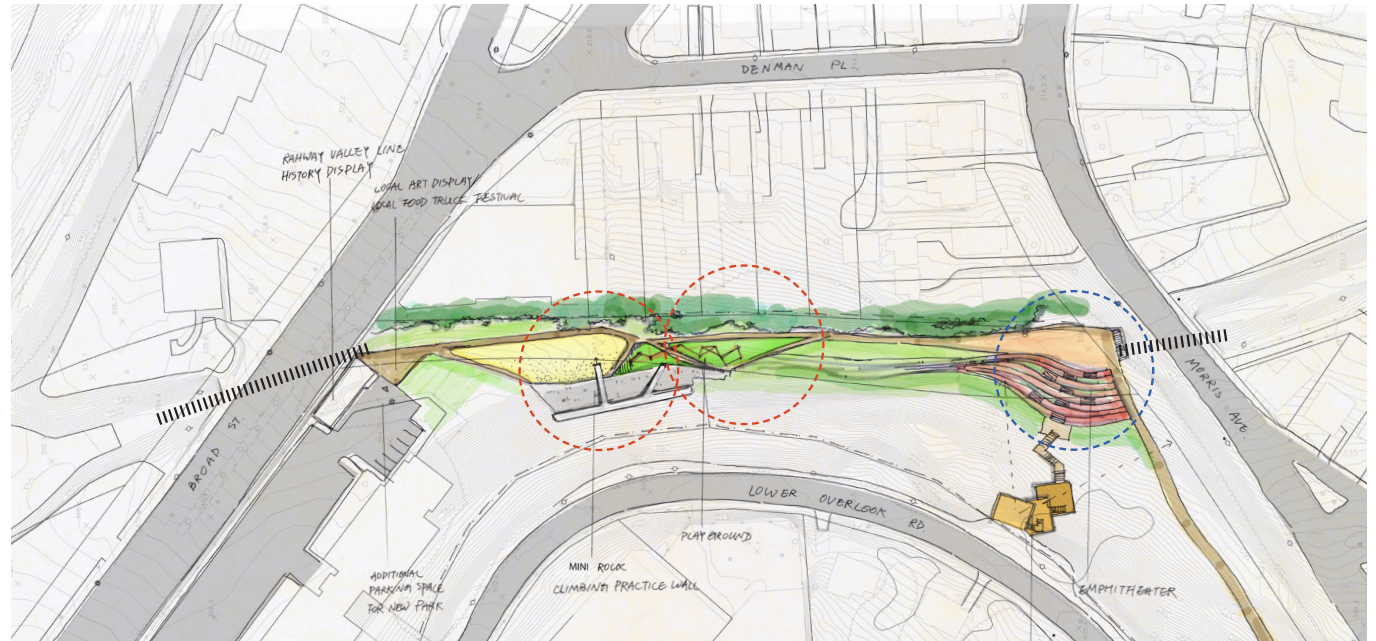 DENMAN PL.
RAHWAY VALLEY LINE
HISTORY DISPLAY
LOCAL ART DISPLAY/
LOCAL FOOD TRUCK FESTIVAL
MORRIS AVE.
BROAD ST
LOWER OVERLOOK RD
PLAYGROUND
MINI ROCK
CLIMBING PRACTICE WALL
ADDITIONAL
PARKING SPACE
FOR NEW PARK
EMPHITHEATER